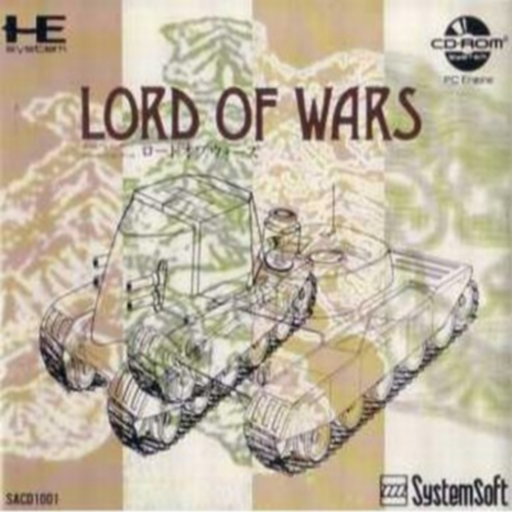 HE
system
CD-ROM²
PC Engine
LORD OF WARS
ロード・オブ・ウォーズ
SACD1001
SystemSoft